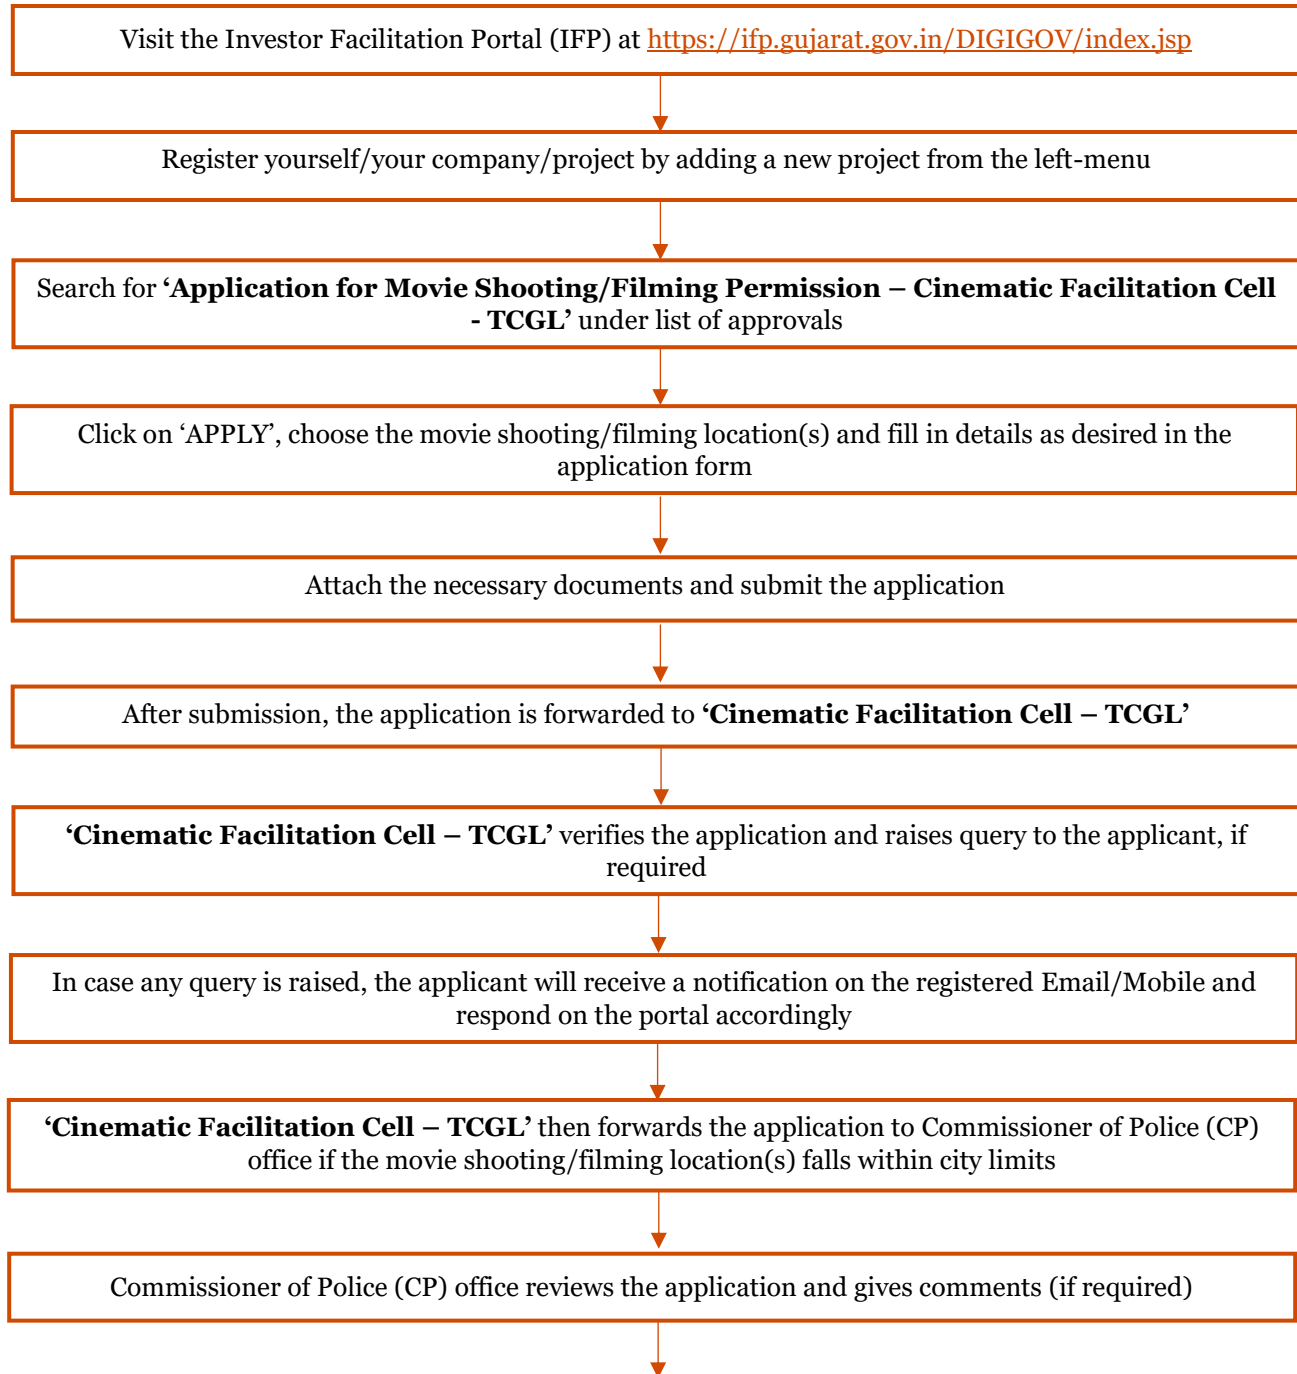 Visit the Investor Facilitation Portal (IFP) at https://ifp.gujarat.gov.in/DIGIGOV/index.jsp
Register yourself/your company/project by adding a new project from the left-menu
Search for ‘Application for Movie Shooting/Filming Permission – Cinematic Facilitation Cell
- TCGL’ under list of approvals
Click on ‘APPLY’, choose the movie shooting/filming location(s) and fill in details as desired in the
application form
Attach the necessary documents and submit the application
After submission, the application is forwarded to ‘Cinematic Facilitation Cell – TCGL’
‘Cinematic Facilitation Cell – TCGL’ verifies the application and raises query to the applicant, if
required
In case any query is raised, the applicant will receive a notification on the registered Email/Mobile and
respond on the portal accordingly
‘Cinematic Facilitation Cell – TCGL’ then forwards the application to Commissioner of Police (CP)
office if the movie shooting/filming location(s) falls within city limits
Commissioner of Police (CP) office reviews the application and gives comments (if required)